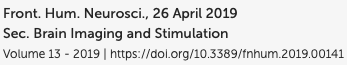 Front. Hum. Neurosci., 26 April 2019
Sec. Brain Imaging and Stimulation
Volume 13 - 2019 | https://doi.org/10.3389/fnhum.2019.00141